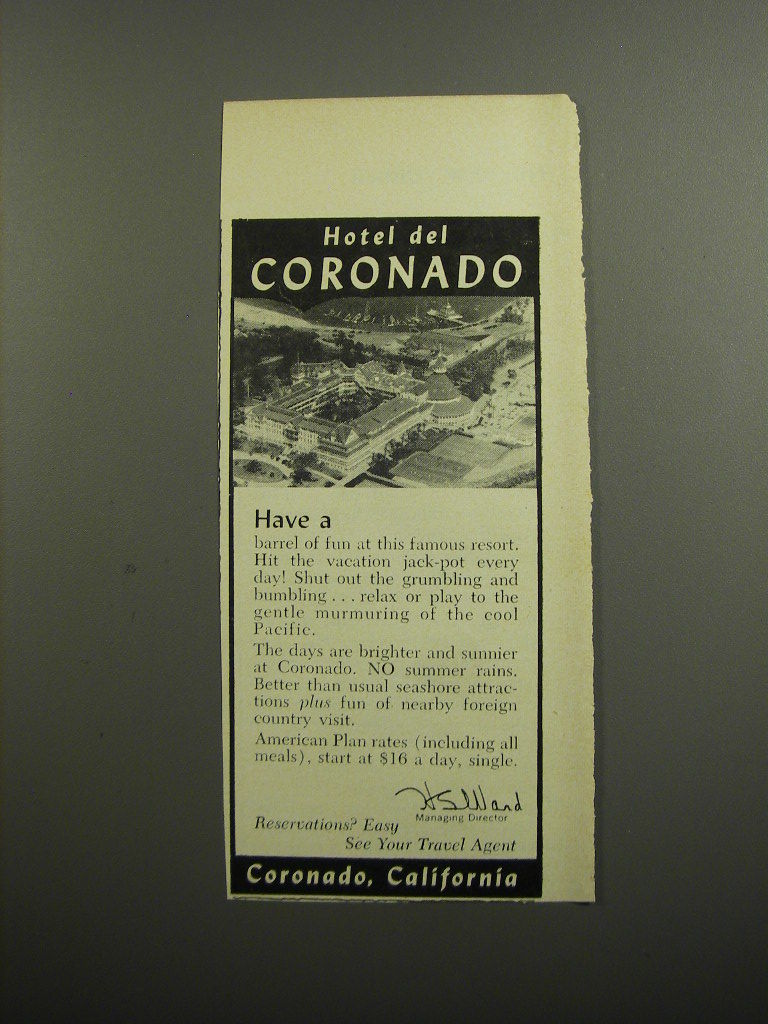 Hotel del
CORONADO
Have a
barrel of fun at this famous resort.
Hit the vacation jack-pot every
day! Shut out the grumbling and
bumbling . . . relax or play to the
gentle murmuring of the cool
Pacific.
The days are brighter and sunnier
at Coronado. NO summer rains.
Better than usual seashore attrac-
tions plus fun of nearby foreign
country visit.
American Plan rates (including all
meals), start at $16 a day, single.
HSWard
Managing Director
Reservations? Easy
See Your Travel Agent
Coronado, California